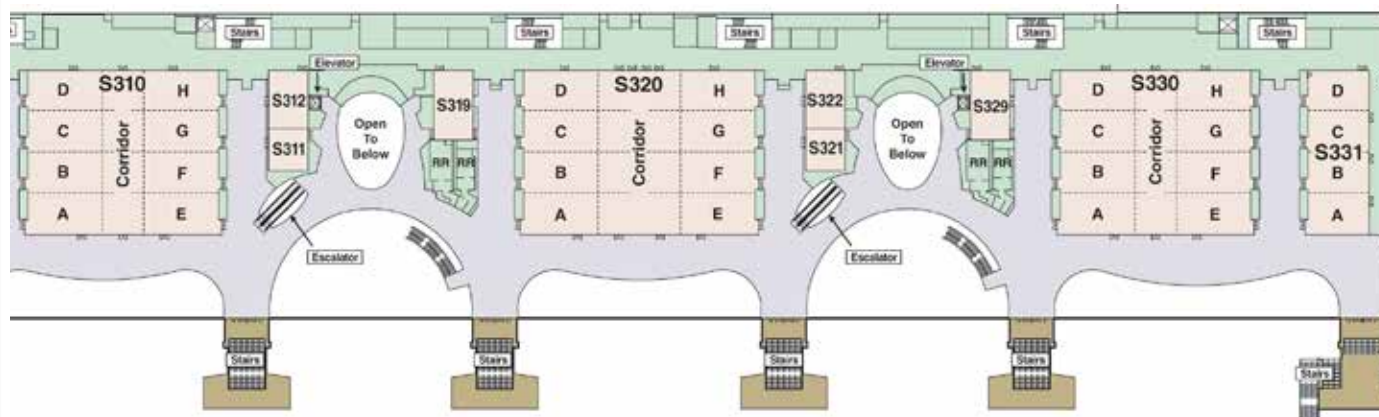 Stairs
Stairs
Stairs
Stairs
Stairs
Elevator
Elevator
D
S310
H
C
G
B
F
A
E
Corridor
S312
S311
Open
To
Below
S319
RR
RR
Escalator
D
S320
H
C
G
B
F
A
E
Corridor
S322
S321
Open
To
Below
S329
RR
RR
Escalator
D
S330
H
C
G
B
F
A
E
Corridor
D
C
S331
B
A
Stairs
Stairs
Stairs
Stairs
Stairs